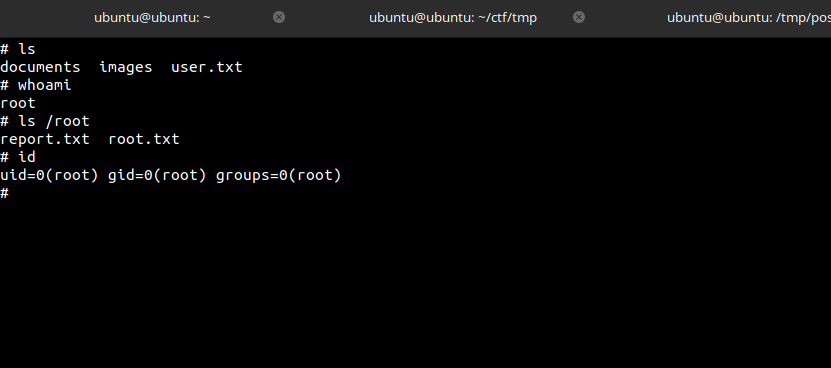 ubuntu@ubuntu: ~ ubuntu@ubuntu: ~/ctf/tmp ubuntu@ubuntu: /tmp/pos
# ls
documents  images  user.txt
# whoami
root
# ls /root
report.txt  root.txt
# id
uid=0(root) gid=0(root) groups=0(root)
#